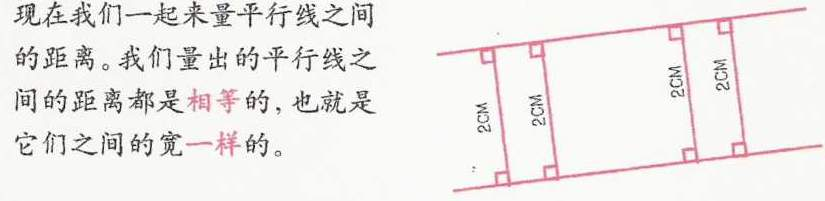 现在我们一起来量平行线之间
的距离。我们量出的平行线之
间的距离都是相等的，也就是
它们之间的宽一样的。
2CM
2CM
2CM
2CM